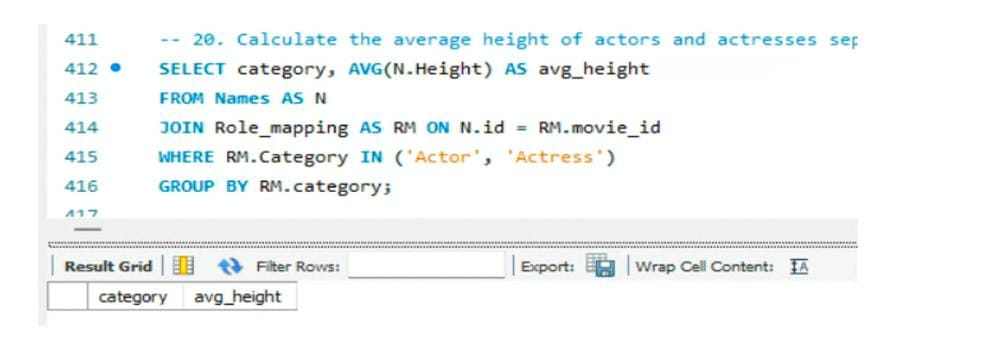 411 -- 20. Calculate the average height of actors and actresses sep
412 SELECT category, AVG(N.Height) AS avg_height
413 FROM Names AS N
414 JOIN Role_mapping AS RM ON N.id = RM.movie_id
415 WHERE RM.Category IN ('Actor', 'Actress')
416 GROUP BY RM.category;
417
Result Grid Filter Rows: Export: Wrap Cell Content: IA
category avg_height